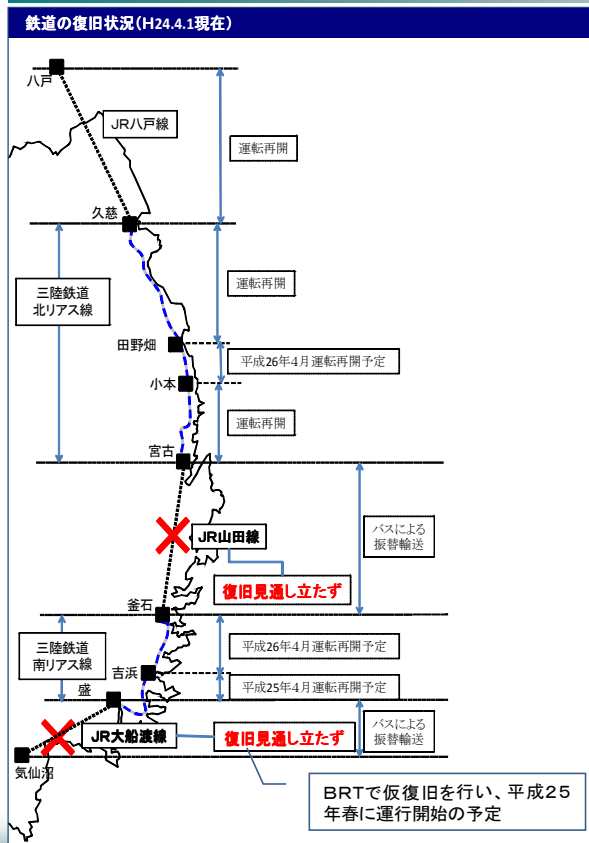 鉄道の復旧状況(H24.4.1現在)
八戸
JR八戸線
運転再開
久慈
三陸鉄道
北リアス線
運転再開
田野畑
平成26年4月運転再開予定
小本
運転再開
宮古
JR山田線
バスによる
振替輸送
復旧見通し立たず
釜石
三陸鉄道
南リアス線
平成26年4月運転再開予定
吉浜
平成25年4月運転再開予定
盛
JR大船渡線
復旧見通し立たず
バスによる
振替輸送
気仙沼
BRTで仮復旧を行い、平成25
年春に運行開始の予定